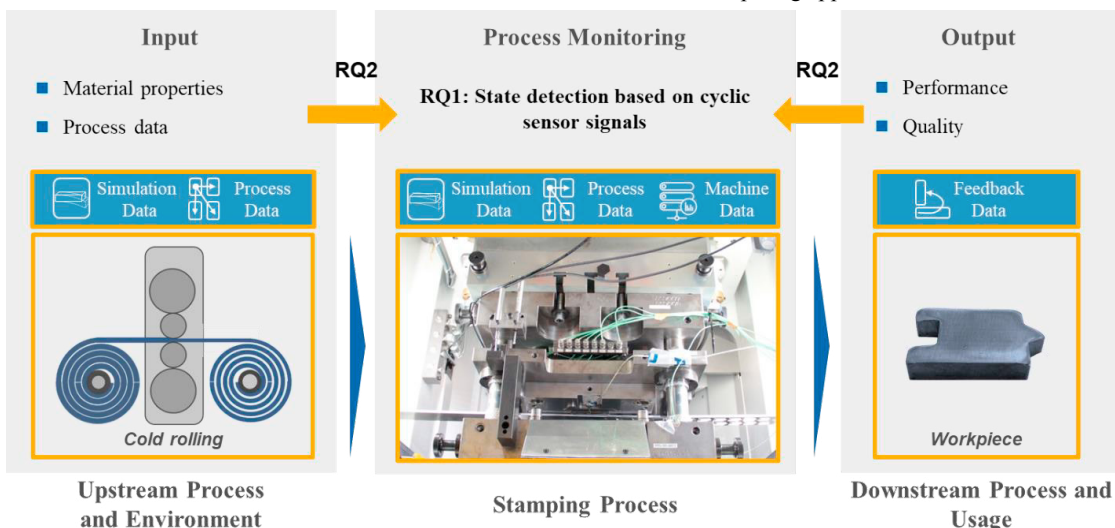 Input
Material properties
Process data
RQ2
Simulation
Data
Process
Data
Cold rolling
Upstream Process
and Environment
Process Monitoring
RQ1: State detection based on cyclic
sensor signals
Simulation
Data
Process
Data
Machine
Data
Stamping Process
RQ2
Output
Performance
Quality
Feedback
Data
Workpiece
Downstream Process and
Usage